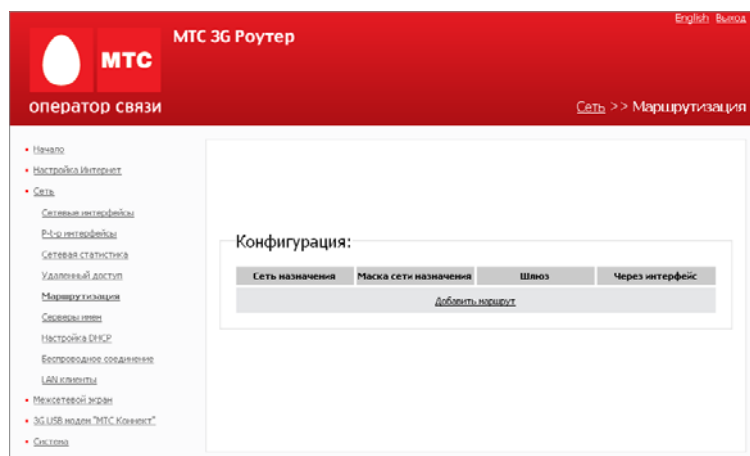 English Выход
МТС 3G Роутер
МТС
оператор связи
Сеть >> Маршрутизация
Начало
Настройка Интернет
Сеть
Сетевые интерфейсы
P-t-p интерфейсы
Сетевая статистика
Удаленный доступ
Маршрутизация
Серверы имен
Настройка DHCP
Беспроводное соединение
LAN клиенты
Межсетевой экран
3G USB модем "МТС Коннект"
Система
Конфигурация:
Сеть назначения Маска сети назначения Шлюз Через интерфейс
Добавить маршрут